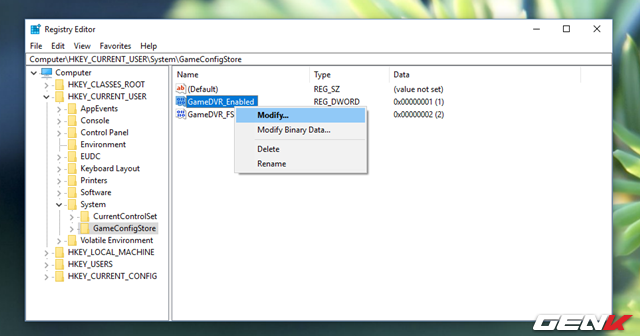 Registry Editor
File Edit View Favorites Help
Computer\HKEY_CURRENT_USER\System\GameConfigStore
Computer
HKEY_CLASSES_ROOT
HKEY_CURRENT_USER
AppEvents
Console
Control Panel
Environment
EUDC
Keyboard Layout
Printers
Software
System
CurrentControlSet
GameConfigStore
Volatile Environment
HKEY_LOCAL_MACHINE
HKEY_USERS
HKEY_CURRENT_CONFIG
Name Type Data
(Default) REG_SZ (value not set)
GameDVR_Enabled REG_DWORD 0x00000001 (1)
GameDVR_FS 0x00000002 (2)
Modify...
Modify Binary Data...
Delete
Rename
GENK